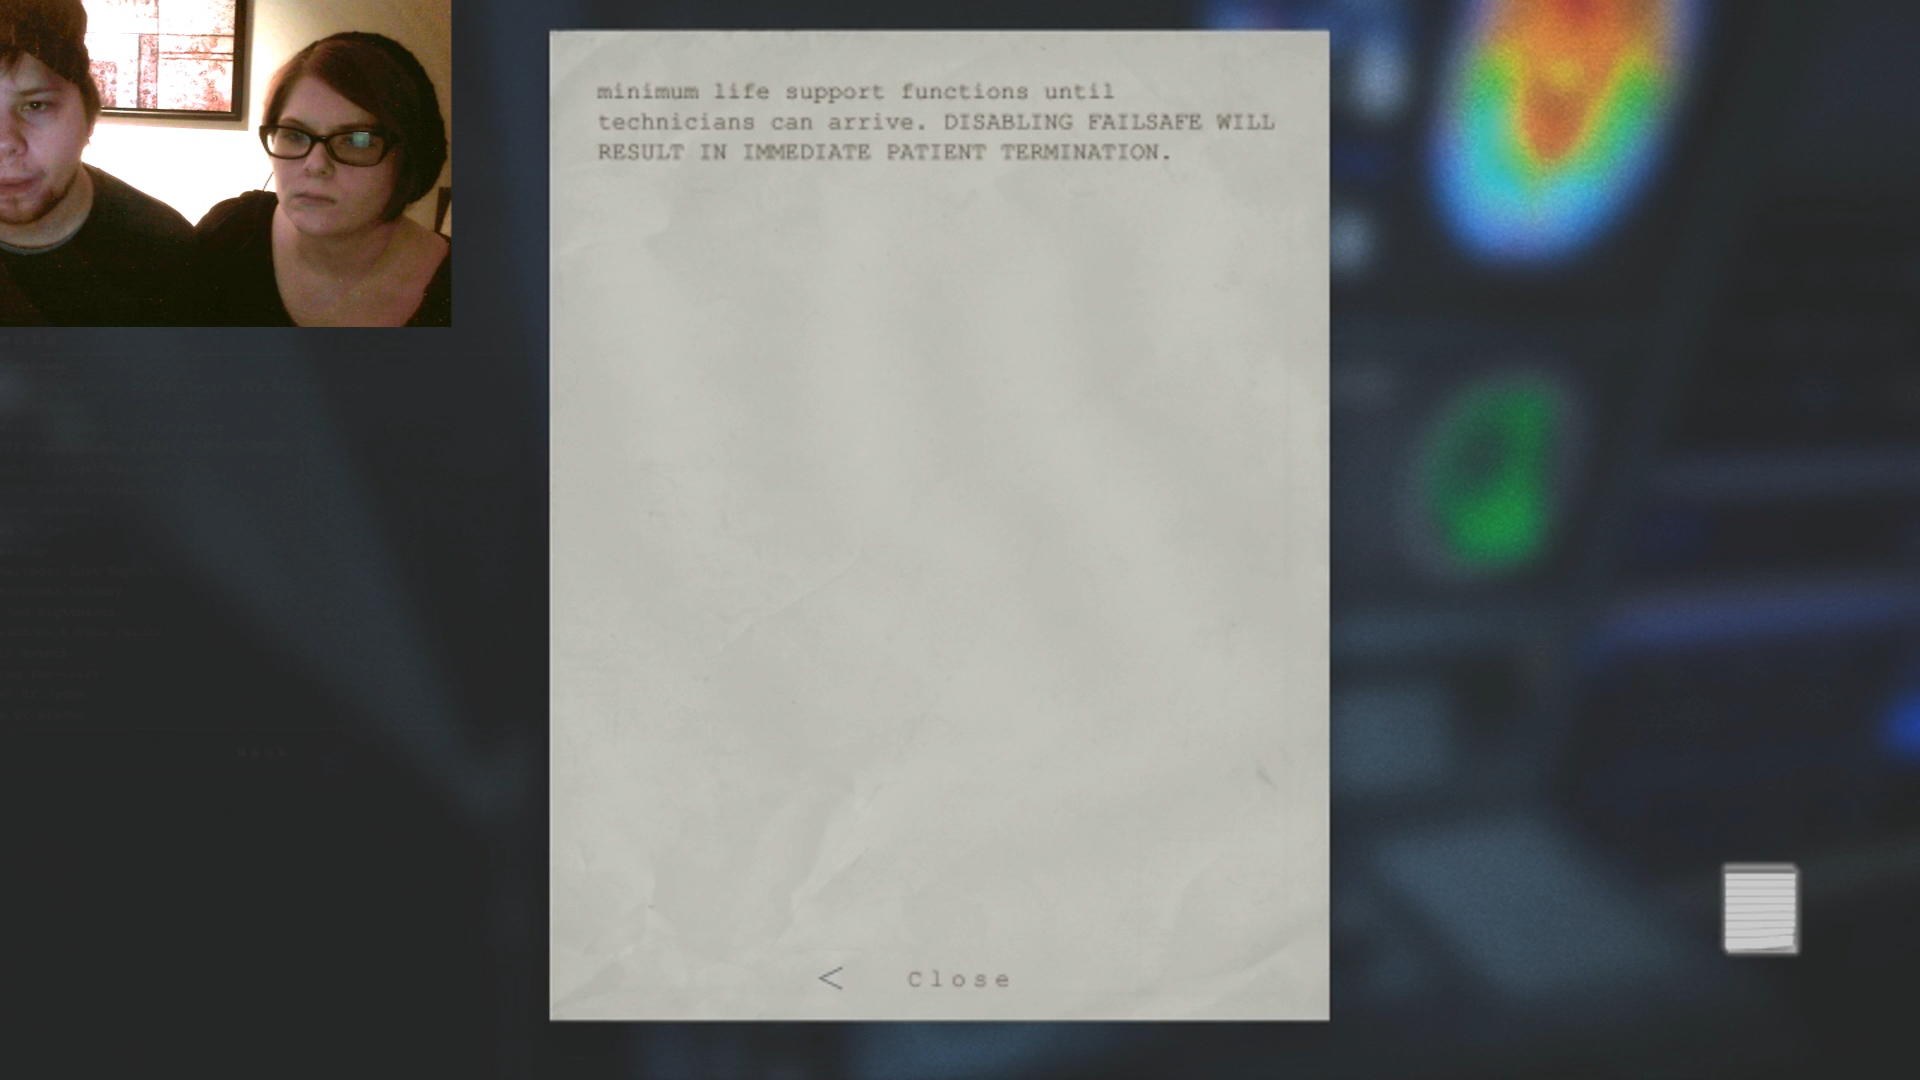 minimum life support functions until
technicians can arrive. DISABLING FAILSAFE WILL
RESULT IN IMMEDIATE PATIENT TERMINATION.
< Close